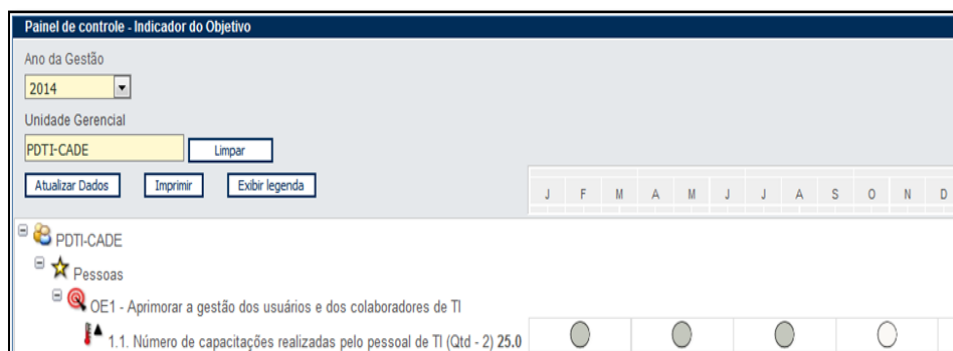 Painel de controle - Indicador do Objetivo
Ano da Gestão
2014
Unidade Gerencial
PDTI-CADE
Limpar
Atualizar Dados Imprimir Exibir legenda
J F M A M J J A S O N D
PDTI-CADE
Pessoas
OE1 - Aprimorar a gestão dos usuários e dos colaboradores de TI
1.1. Número de capacitações realizadas pelo pessoal de TI (Qtd - 2) 25.0